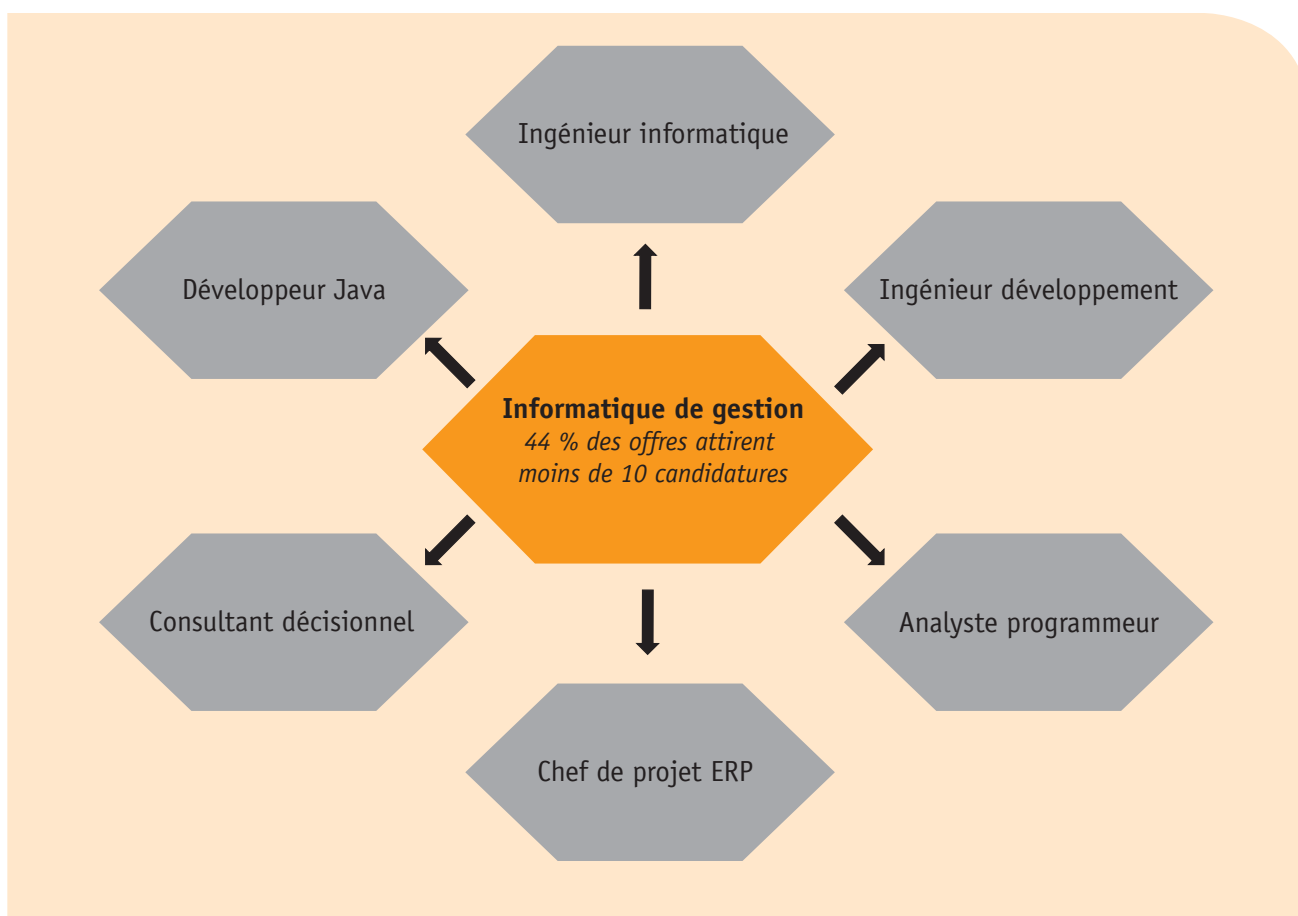 Ingénieur informatique
Développeur Java
Ingénieur développement
Informatique de gestion
44 % des offres attirent
moins de 10 candidatures
Consultant décisionnel
Analyste programmeur
Chef de projet ERP